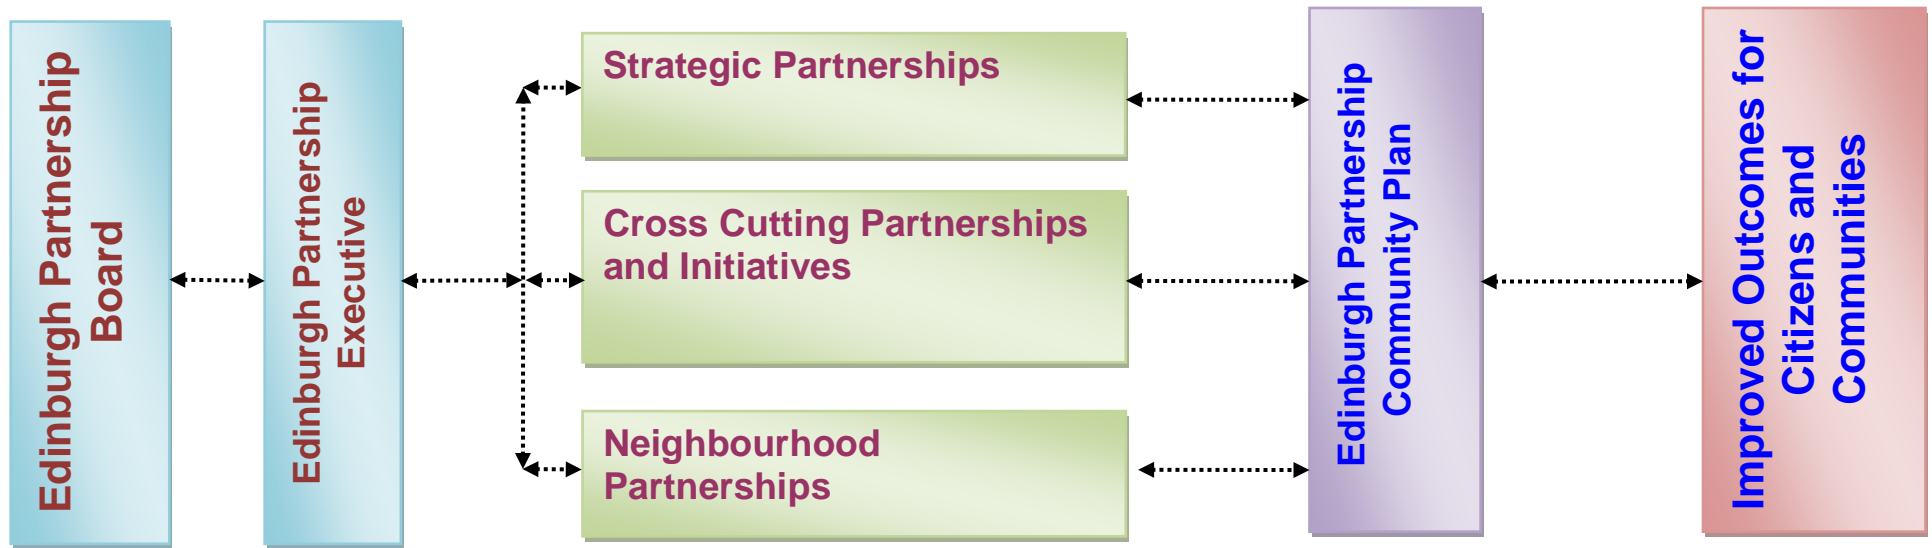 Edinburgh Partnership
Board
Edinburgh Partnership
Executive
Strategic Partnerships
Cross Cutting Partnerships
and Initiatives
Neighbourhood
Partnerships
Edinburgh Partnership
Community Plan
Improved Outcomes for
Citizens and
Communities